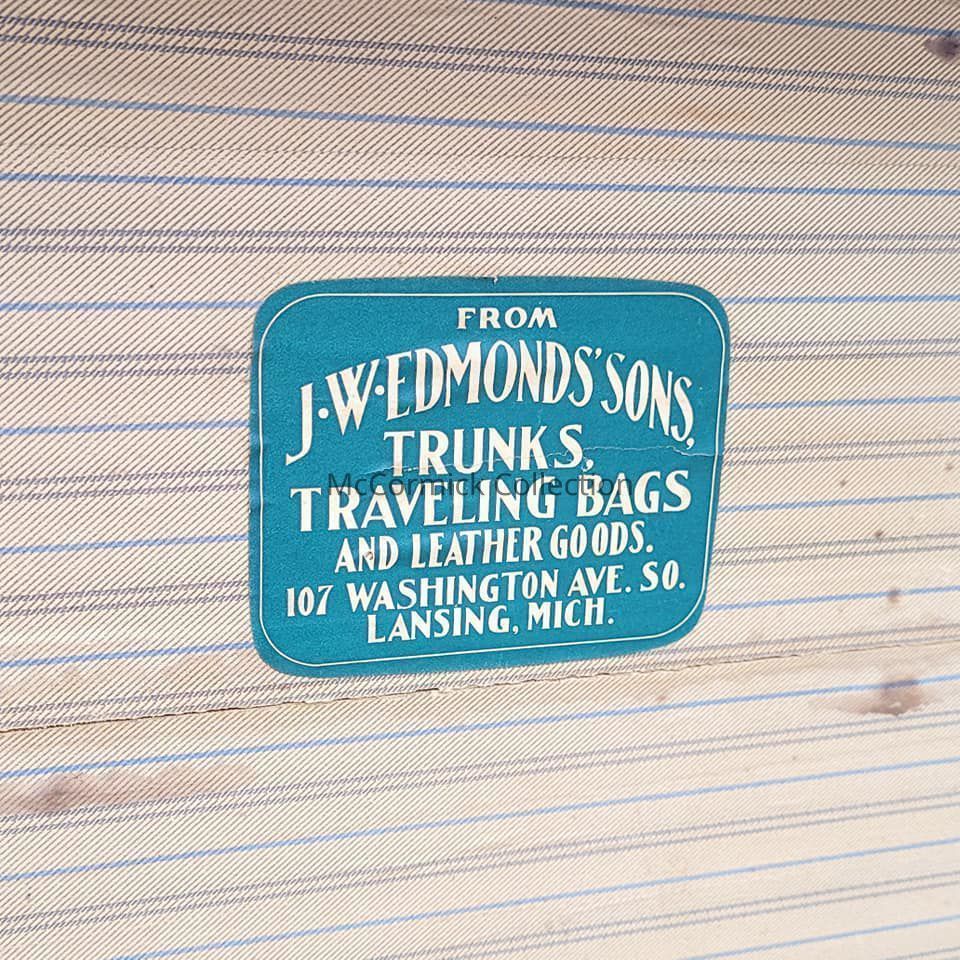 FROM
J·W·EDMONDS' SONS,
TRUNKS,
McCormick Collection
TRAVELING BAGS
AND LEATHER GOODS.
107 WASHINGTON AVE. SO.
LANSING, MICH.